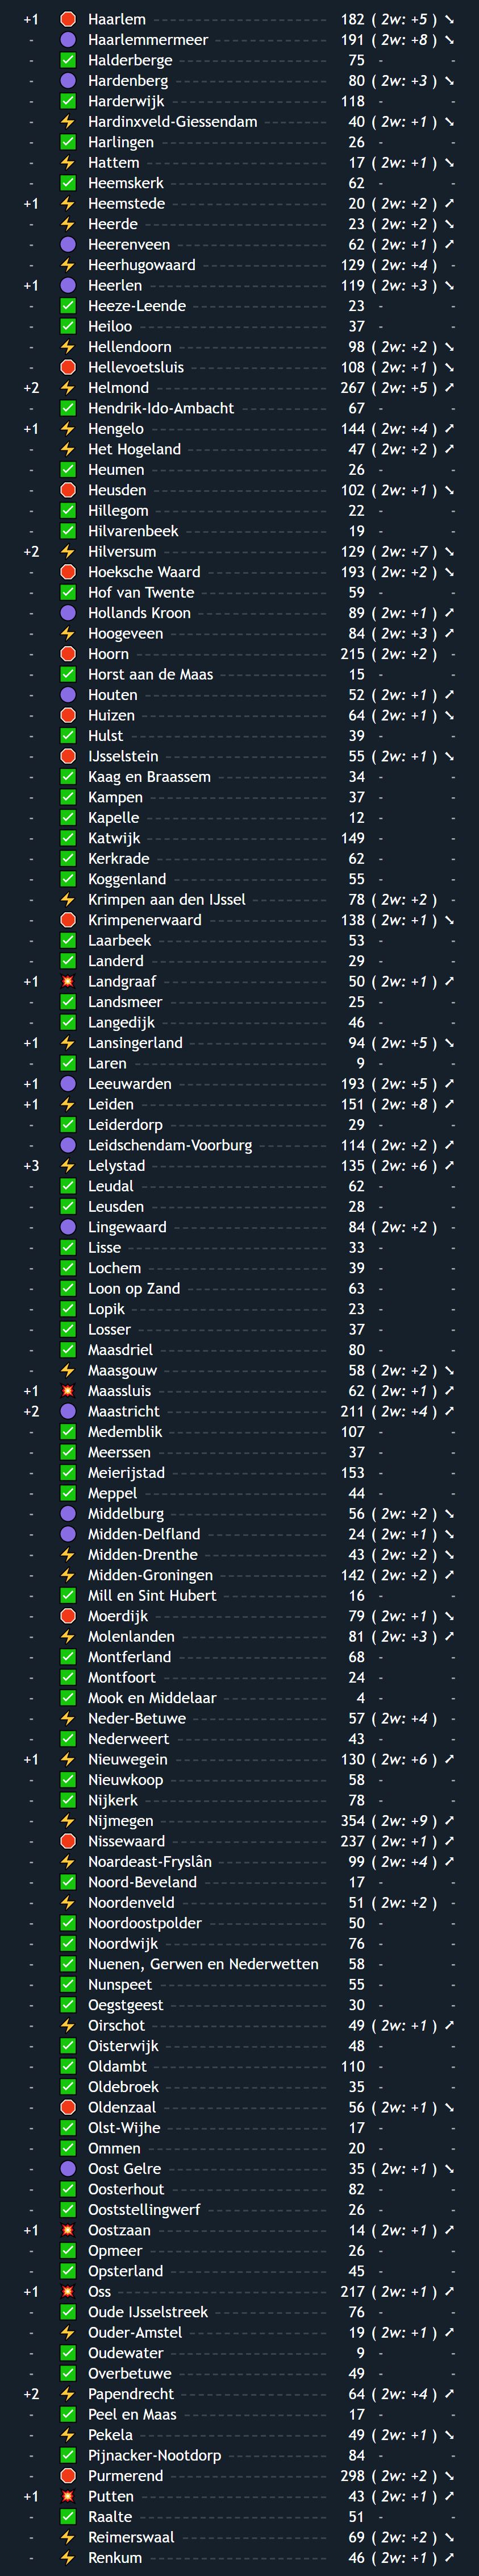 +1 🛑 Haarlem 182 ( 2w: +5 ) ➘
- 🟣 Haarlemmermeer 191 ( 2w: +8 ) ➘
- ✅ Halderberge 75 - -
- 🟣 Hardenberg 80 ( 2w: +3 ) ➘
- ✅ Harderwijk 118 - -
- ⚡ Hardinxveld-Giessendam 40 ( 2w: +1 ) ➘
- ✅ Harlingen 26 - -
- ⚡ Hattem 17 ( 2w: +1 ) ➘
- ✅ Heemskerk 62 - -
+1 ⚡ Heemstede 20 ( 2w: +2 ) ➚
- ⚡ Heerde 23 ( 2w: +2 ) ➘
- 🟣 Heerenveen 62 ( 2w: +1 ) ➚
- ⚡ Heerhugowaard 129 ( 2w: +4 ) -
+1 🟣 Heerlen 119 ( 2w: +3 ) ➘
- ✅ Heeze-Leende 23 - -
- ✅ Heiloo 37 - -
- ⚡ Hellendoorn 98 ( 2w: +2 ) ➘
- 🛑 Hellevoetsluis 108 ( 2w: +1 ) ➘
+2 ⚡ Helmond 267 ( 2w: +5 ) ➚
- ✅ Hendrik-Ido-Ambacht 67 - -
+1 ⚡ Hengelo 144 ( 2w: +4 ) ➚
- ⚡ Het Hogeland 47 ( 2w: +2 ) ➚
- ✅ Heumen 26 - -
- 🛑 Heusden 102 ( 2w: +1 ) ➘
- ✅ Hillegom 22 - -
- ✅ Hilvarenbeek 19 - -
+2 ⚡ Hilversum 129 ( 2w: +7 ) ➘
- 🛑 Hoeksche Waard 193 ( 2w: +2 ) ➘
- ✅ Hof van Twente 59 - -
- 🟣 Hollands Kroon 89 ( 2w: +1 ) ➚
- ⚡ Hoogeveen 84 ( 2w: +3 ) ➚
- 🛑 Hoorn 215 ( 2w: +2 ) -
- ✅ Horst aan de Maas 15 - -
- 🟣 Houten 52 ( 2w: +1 ) ➚
- 🛑 Huizen 64 ( 2w: +1 ) ➘
- ✅ Hulst 39 - -
- 🛑 IJsselstein 55 ( 2w: +1 ) ➘
- ✅ Kaag en Braassem 34 - -
- ✅ Kampen 37 - -
- ✅ Kapelle 12 - -
- ✅ Katwijk 149 - -
- ✅ Kerkrade 62 - -
- ✅ Koggenland 55 - -
- ⚡ Krimpen aan den IJssel 78 ( 2w: +2 ) -
- 🛑 Krimpenerwaard 138 ( 2w: +1 ) ➘
- ✅ Laarbeek 53 - -
- ✅ Landerd 29 - -
+1 💥 Landgraaf 50 ( 2w: +1 ) ➚
- ✅ Landsmeer 25 - -
- ✅ Langedijk 46 - -
+1 ⚡ Lansingerland 94 ( 2w: +5 ) ➘
- ✅ Laren 9 - -
+1 🟣 Leeuwarden 193 ( 2w: +5 ) ➚
+1 ⚡ Leiden 151 ( 2w: +8 ) ➚
- ✅ Leiderdorp 29 - -
- 🟣 Leidschendam-Voorburg 114 ( 2w: +2 ) ➚
+3 ⚡ Lelystad 135 ( 2w: +6 ) ➚
- ✅ Leudal 62 - -
- ✅ Leusden 28 - -
- 🟣 Lingewaard 84 ( 2w: +2 ) -
- ✅ Lisse 33 - -
- ✅ Lochem 39 - -
- ✅ Loon op Zand 63 - -
- ✅ Lopik 23 - -
- ✅ Losser 37 - -
- ✅ Maasdriel 80 - -
- ⚡ Maasgouw 58 ( 2w: +2 ) ➘
+1 💥 Maassluis 62 ( 2w: +1 ) ➚
+2 🟣 Maastricht 211 ( 2w: +4 ) ➚
- ✅ Medemblik 107 - -
- ✅ Meerssen 37 - -
- ✅ Meierijstad 153 - -
- ✅ Meppel 44 - -
- 🟣 Middelburg 56 ( 2w: +2 ) ➘
- 🟣 Midden-Delfland 24 ( 2w: +1 ) ➘
- ⚡ Midden-Drenthe 43 ( 2w: +2 ) ➘
- ⚡ Midden-Groningen 142 ( 2w: +2 ) ➚
- ✅ Mill en Sint Hubert 16 - -
- 🛑 Moerdijk 79 ( 2w: +1 ) ➘
- ⚡ Molenlanden 81 ( 2w: +3 ) ➚
- ✅ Montferland 68 - -
- ✅ Montfoort 24 - -
- ✅ Mook en Middelaar 4 - -
- ⚡ Neder-Betuwe 57 ( 2w: +4 ) -
- ✅ Nederweert 43 - -
+1 ⚡ Nieuwegein 130 ( 2w: +6 ) ➚
- ✅ Nieuwkoop 58 - -
- ✅ Nijkerk 78 - -
- ⚡ Nijmegen 354 ( 2w: +9 ) ➚
- 🛑 Nissewaard 237 ( 2w: +1 ) ➚
- ⚡ Noardeast-Fryslân 99 ( 2w: +4 ) ➚
- ✅ Noord-Beveland 17 - -
- ⚡ Noordenveld 51 ( 2w: +2 ) -
- ✅ Noordoostpolder 50 - -
- ✅ Noordwijk 76 - -
- ✅ Nuenen, Gerwen en Nederwetten 58 - -
- ✅ Nunspeet 55 - -
- ✅ Oegstgeest 30 - -
- ⚡ Oirschot 49 ( 2w: +1 ) ➚
- ✅ Oisterwijk 48 - -
- ✅ Oldambt 110 - -
- ✅ Oldebroek 35 - -
- 🛑 Oldenzaal 56 ( 2w: +1 ) ➘
- ✅ Olst-Wijhe 17 - -
- ✅ Ommen 20 - -
- 🟣 Oost Gelre 35 ( 2w: +1 ) ➘
- ✅ Oosterhout 82 - -
- ✅ Ooststellingwerf 26 - -
+1 💥 Oostzaan 14 ( 2w: +1 ) ➚
- ✅ Opmeer 26 - -
- ✅ Opsterland 45 - -
+1 💥 Oss 217 ( 2w: +1 ) ➚
- ✅ Oude IJsselstreek 76 - -
- ⚡ Ouder-Amstel 19 ( 2w: +1 ) ➚
- ✅ Oudewater 9 - -
- ✅ Overbetuwe 49 - -
+2 ⚡ Papendrecht 64 ( 2w: +4 ) ➚
- ✅ Peel en Maas 17 - -
- ⚡ Pekela 49 ( 2w: +1 ) ➘
- ✅ Pijnacker-Nootdorp 84 - -
- 🛑 Purmerend 298 ( 2w: +2 ) ➘
+1 💥 Putten 43 ( 2w: +1 ) ➚
- ✅ Raalte 51 - -
- ⚡ Reimerswaal 69 ( 2w: +2 ) ➘
- ⚡ Renkum 46 ( 2w: +1 ) ➚